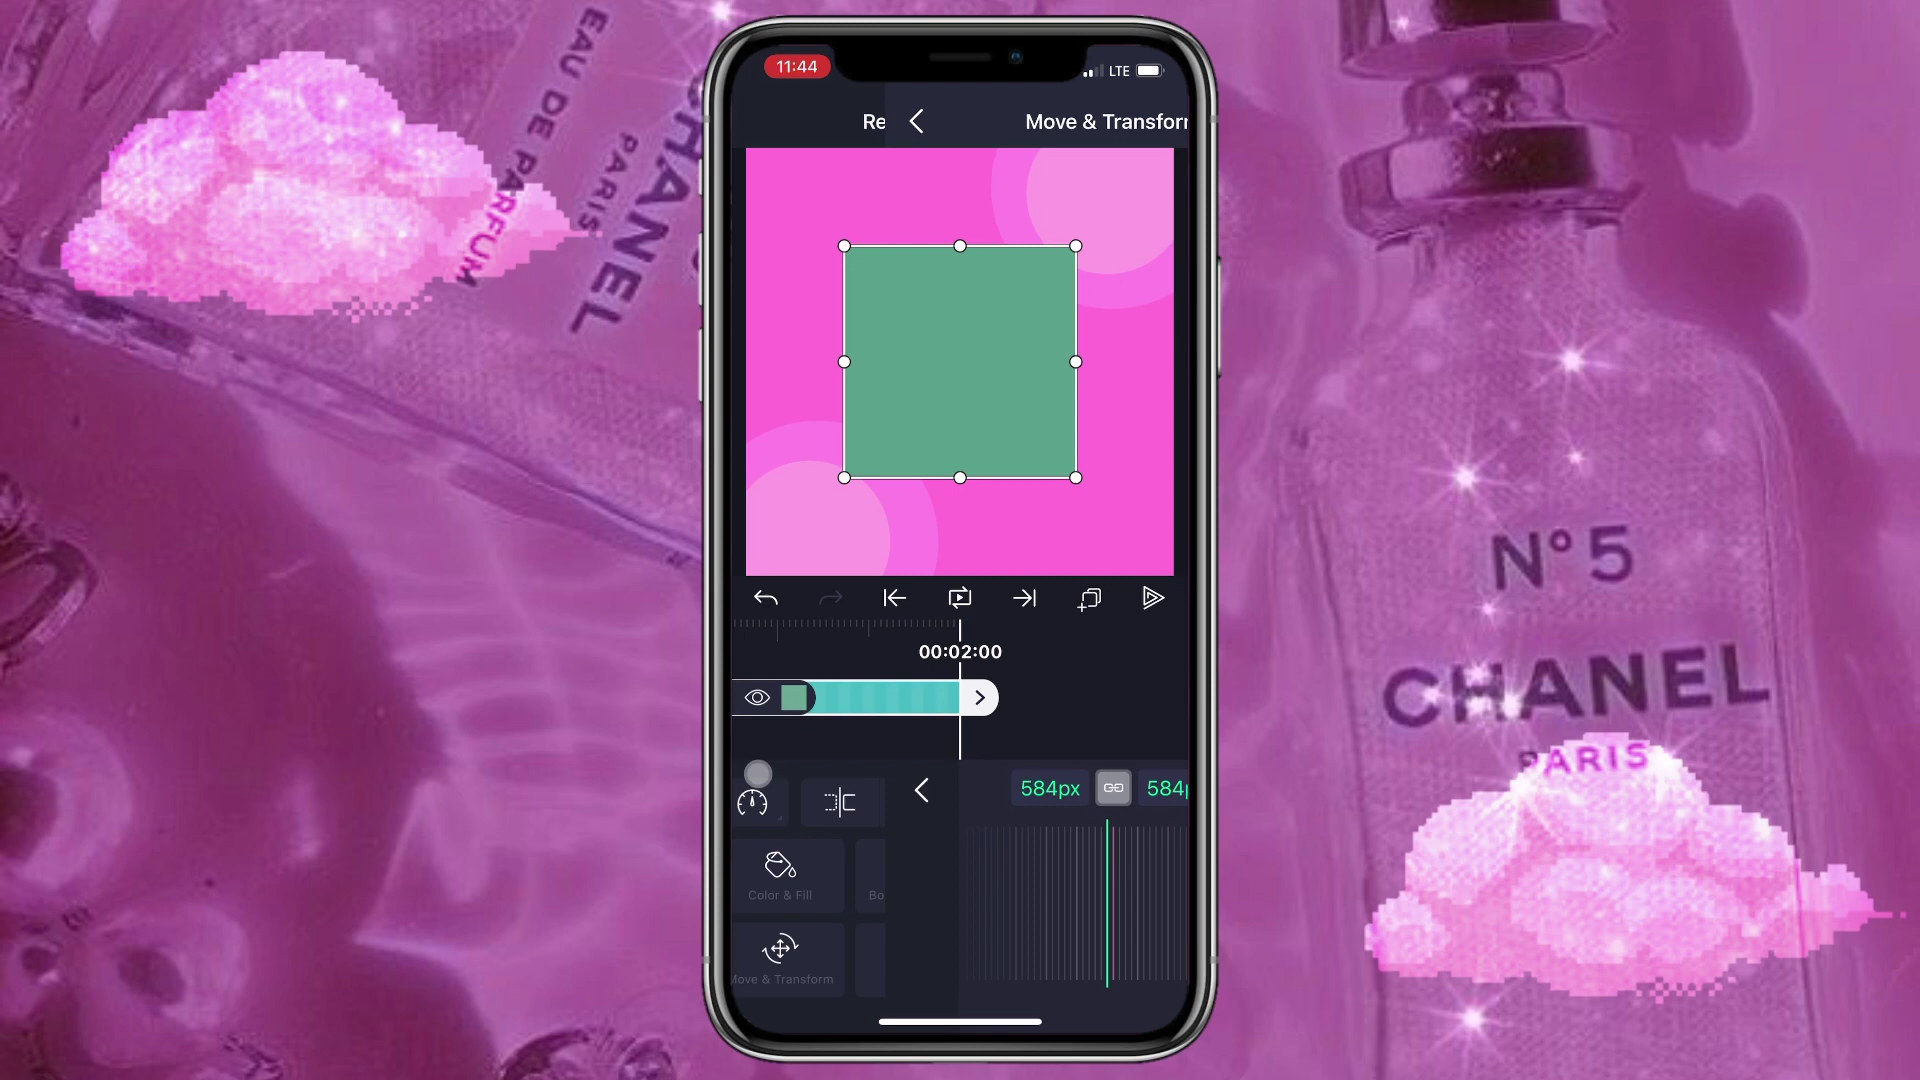 EAU DE PARFUM
PARIS
CHANEL
11:44
LTE
Re
Move & Transfor
00:02:00
584px
584
Color & Fill
Bo
Move & Transform
N°5
CHANEL
PARIS